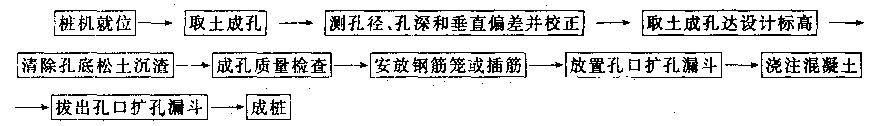 桩机就位 → 取土成孔 → 测孔径、孔深和垂直偏差并校正 → 取土成孔达设计标高 →
清除孔底松土沉渣 → 成孔质量检查 → 安放钢筋笼或插筋 → 放置孔口扩孔漏斗 → 浇注混凝土
→ 拔出孔口扩孔漏斗 → 成桩